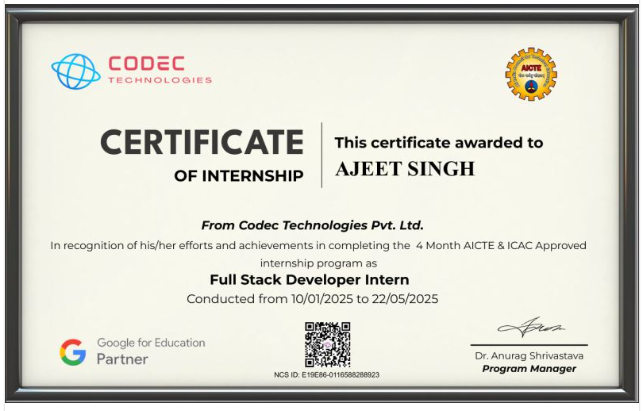 CODEC
TECHNOLOGIES
AICTE
CERTIFICATE
OF INTERNSHIP
This certificate awarded to
AJEET SINGH
From Codec Technologies Pvt. Ltd.
In recognition of his/her efforts and achievements in completing the 4 Month AICTE & ICAC Approved
internship program as
Full Stack Developer Intern
Conducted from 10/01/2025 to 22/05/2025
Google for Education
Partner
NCS ID: E19E86-0116588288923
Dr. Anurag Shrivastava
Program Manager